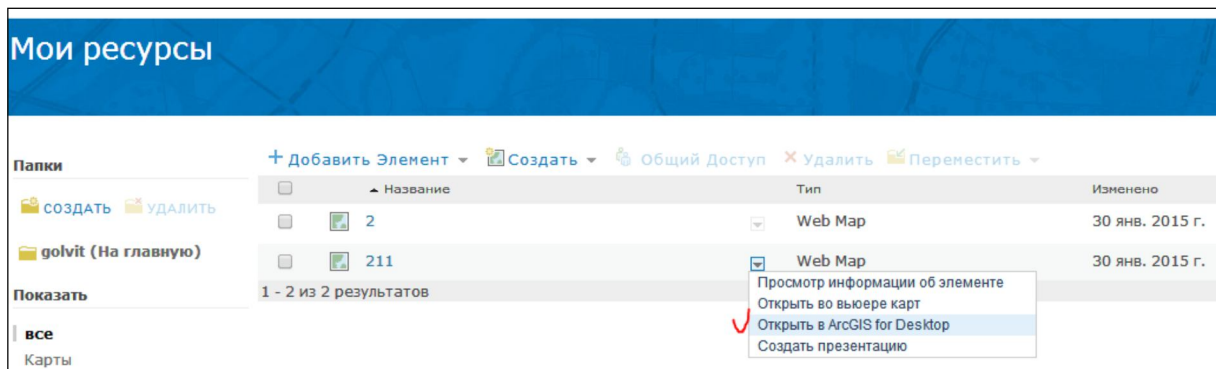 Мои ресурсы
Папки
СОЗДАТЬ УДАЛИТЬ
golvit (На главную)
Показать
все
Карты
+ Добавить Элемент Создать Общий Доступ Удалить Переместить
Название Тип Изменено
2 Web Map 30 янв. 2015 г.
211 Web Map 30 янв. 2015 г.
1 - 2 из 2 результатов
Просмотр информации об элементе
Открыть во вьюере карт
Открыть в ArcGIS for Desktop
Создать презентацию